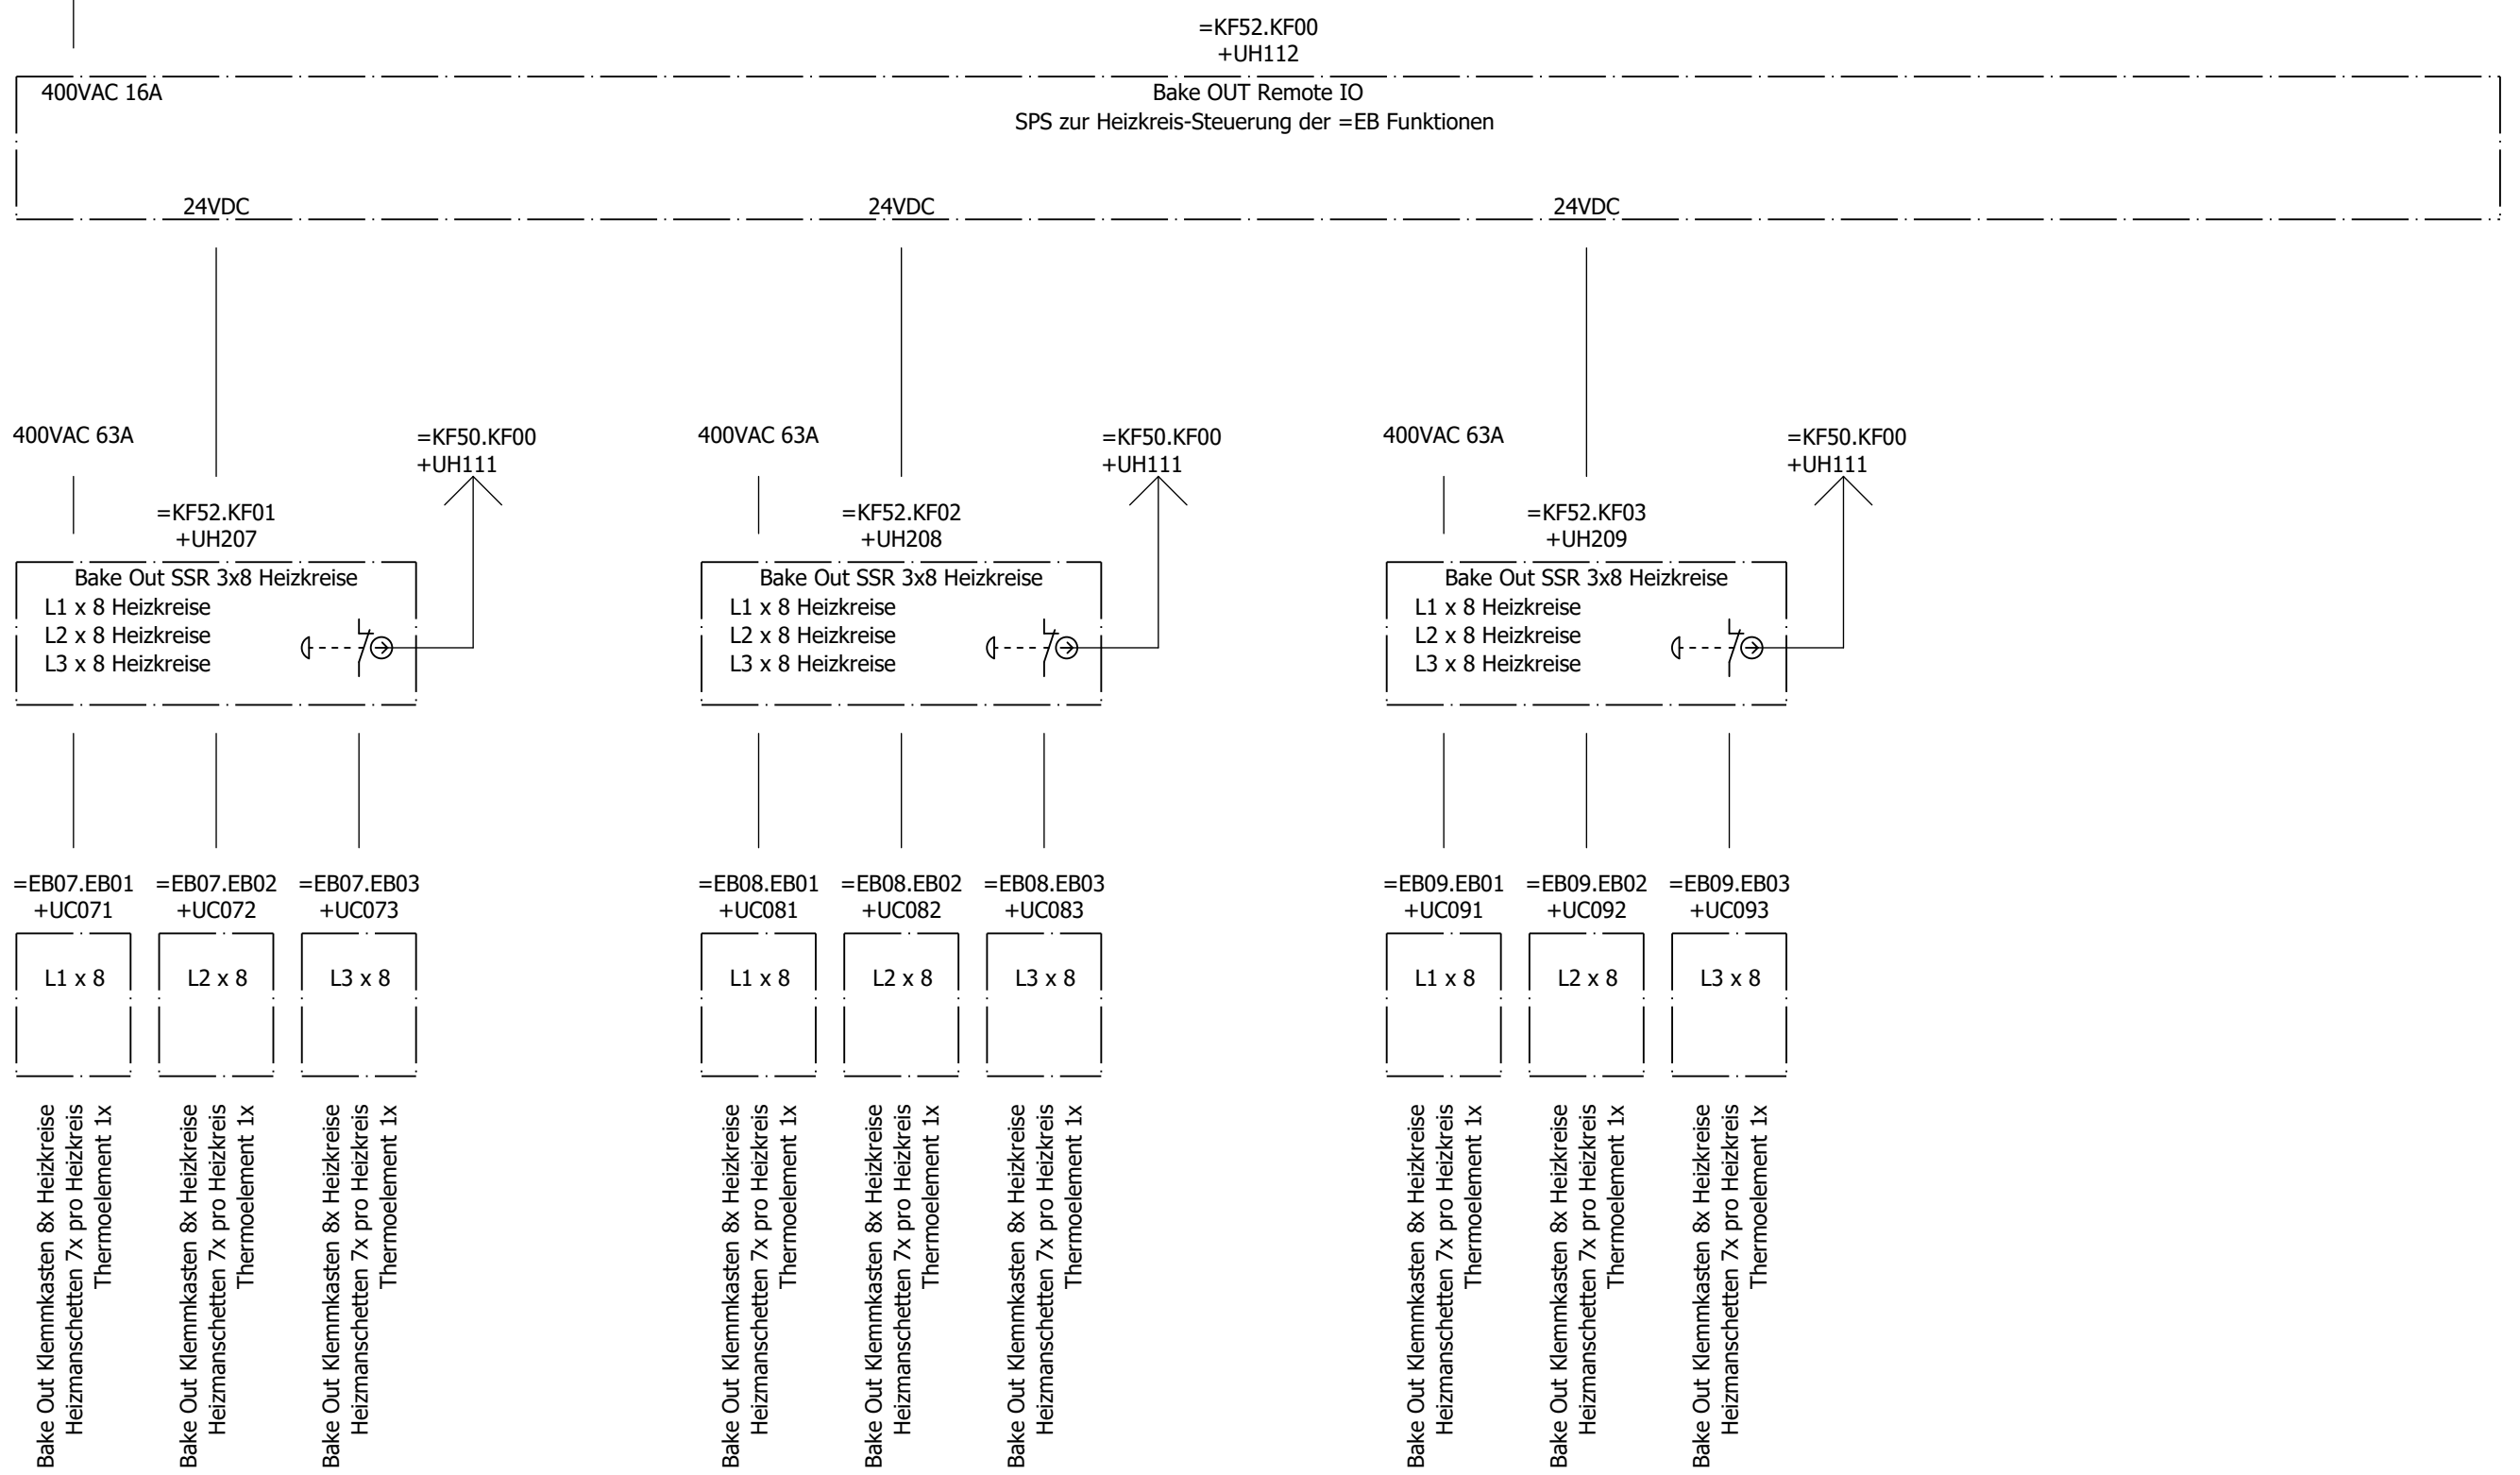 =KF52.KF00
+UH112
400VAC 16A
Bake OUT Remote IO
SPS zur Heizkreis-Steuerung der =EB Funktionen
24VDC
24VDC
24VDC
400VAC 63A
=KF50.KF00
+UH111
=KF52.KF01
+UH207
Bake Out SSR 3x8 Heizkreise
L1 x 8 Heizkreise
L2 x 8 Heizkreise
L3 x 8 Heizkreise
400VAC 63A
=KF50.KF00
+UH111
=KF52.KF02
+UH208
Bake Out SSR 3x8 Heizkreise
L1 x 8 Heizkreise
L2 x 8 Heizkreise
L3 x 8 Heizkreise
400VAC 63A
=KF50.KF00
+UH111
=KF52.KF03
+UH209
Bake Out SSR 3x8 Heizkreise
L1 x 8 Heizkreise
L2 x 8 Heizkreise
L3 x 8 Heizkreise
=EB07.EB01
+UC071
L1 x 8
Bake Out Klemmkasten 8x Heizkreise
Heizmanschetten 7x pro Heizkreis
Thermoelement 1x
=EB07.EB02
+UC072
L2 x 8
Bake Out Klemmkasten 8x Heizkreise
Heizmanschetten 7x pro Heizkreis
Thermoelement 1x
=EB07.EB03
+UC073
L3 x 8
Bake Out Klemmkasten 8x Heizkreise
Heizmanschetten 7x pro Heizkreis
Thermoelement 1x
=EB08.EB01
+UC081
L1 x 8
Bake Out Klemmkasten 8x Heizkreise
Heizmanschetten 7x pro Heizkreis
Thermoelement 1x
=EB08.EB02
+UC082
L2 x 8
Bake Out Klemmkasten 8x Heizkreise
Heizmanschetten 7x pro Heizkreis
Thermoelement 1x
=EB08.EB03
+UC083
L3 x 8
Bake Out Klemmkasten 8x Heizkreise
Heizmanschetten 7x pro Heizkreis
Thermoelement 1x
=EB09.EB01
+UC091
L1 x 8
Bake Out Klemmkasten 8x Heizkreise
Heizmanschetten 7x pro Heizkreis
Thermoelement 1x
=EB09.EB02
+UC092
L2 x 8
Bake Out Klemmkasten 8x Heizkreise
Heizmanschetten 7x pro Heizkreis
Thermoelement 1x
=EB09.EB03
+UC093
L3 x 8
Bake Out Klemmkasten 8x Heizkreise
Heizmanschetten 7x pro Heizkreis
Thermoelement 1x